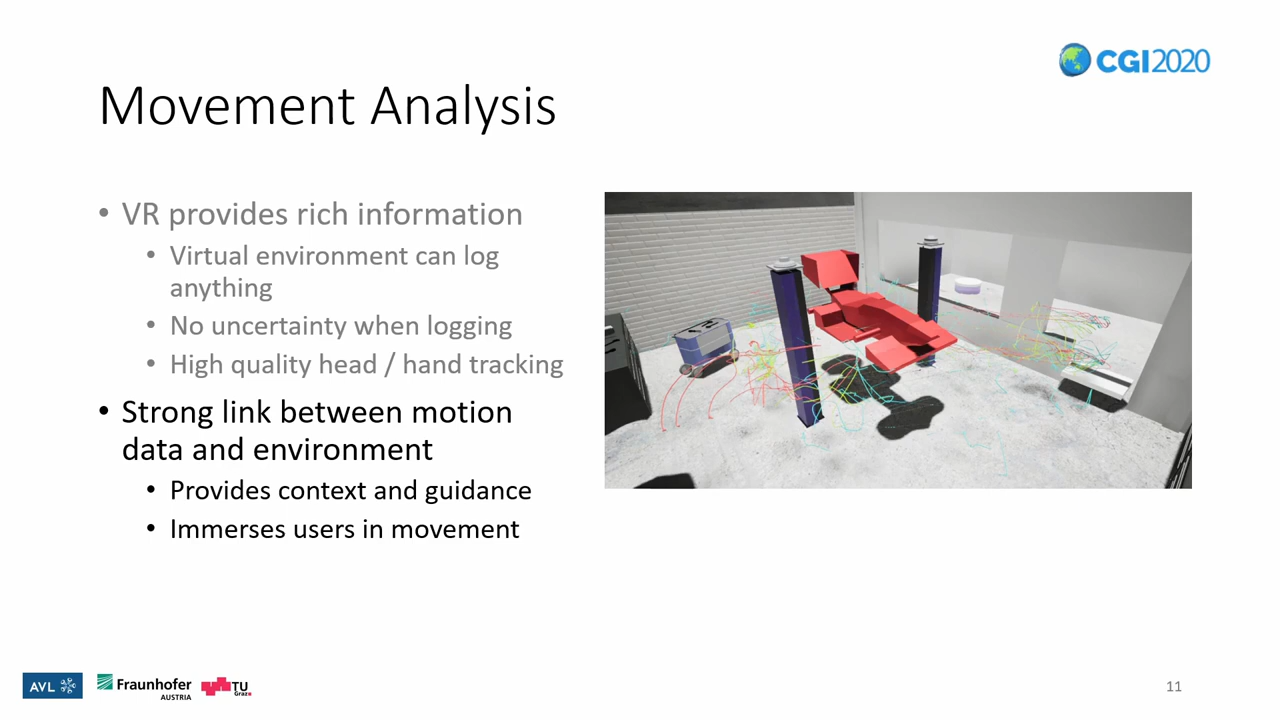 CGI2020
Movement Analysis
• VR provides rich information
• Virtual environment can log
anything
• No uncertainty when logging
• High quality head / hand tracking
• Strong link between motion
data and environment
• Provides context and guidance
• Immerses users in movement
AVL
Fraunhofer
AUSTRIA
TU
Graz
11